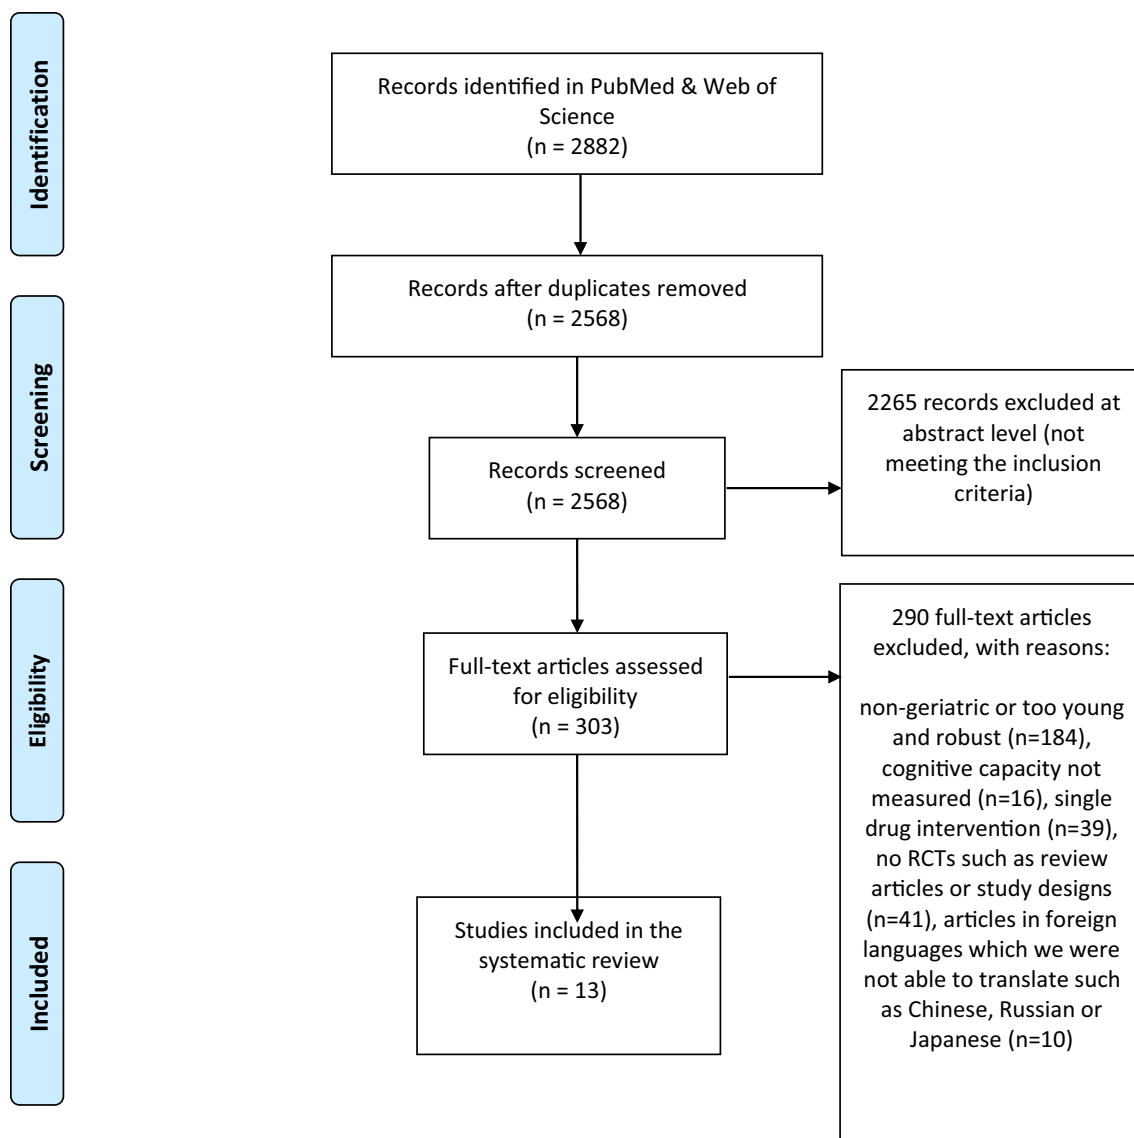 Identification
Records identified in PubMed & Web of
Science
(n = 2882)
Records after duplicates removed
(n = 2568)
Screening
Records screened
(n = 2568)
2265 records excluded at
abstract level (not
meeting the inclusion
criteria)
Eligibility
Full-text articles assessed
for eligibility
(n = 303)
290 full-text articles
excluded, with reasons:
non-geriatric or too young
and robust (n=184),
cognitive capacity not
measured (n=16), single
drug intervention (n=39),
no RCTs such as review
articles or study designs
(n=41), articles in foreign
languages which we were
not able to translate such
as Chinese, Russian or
Japanese (n=10)
Included
Studies included in the
systematic review
(n = 13)